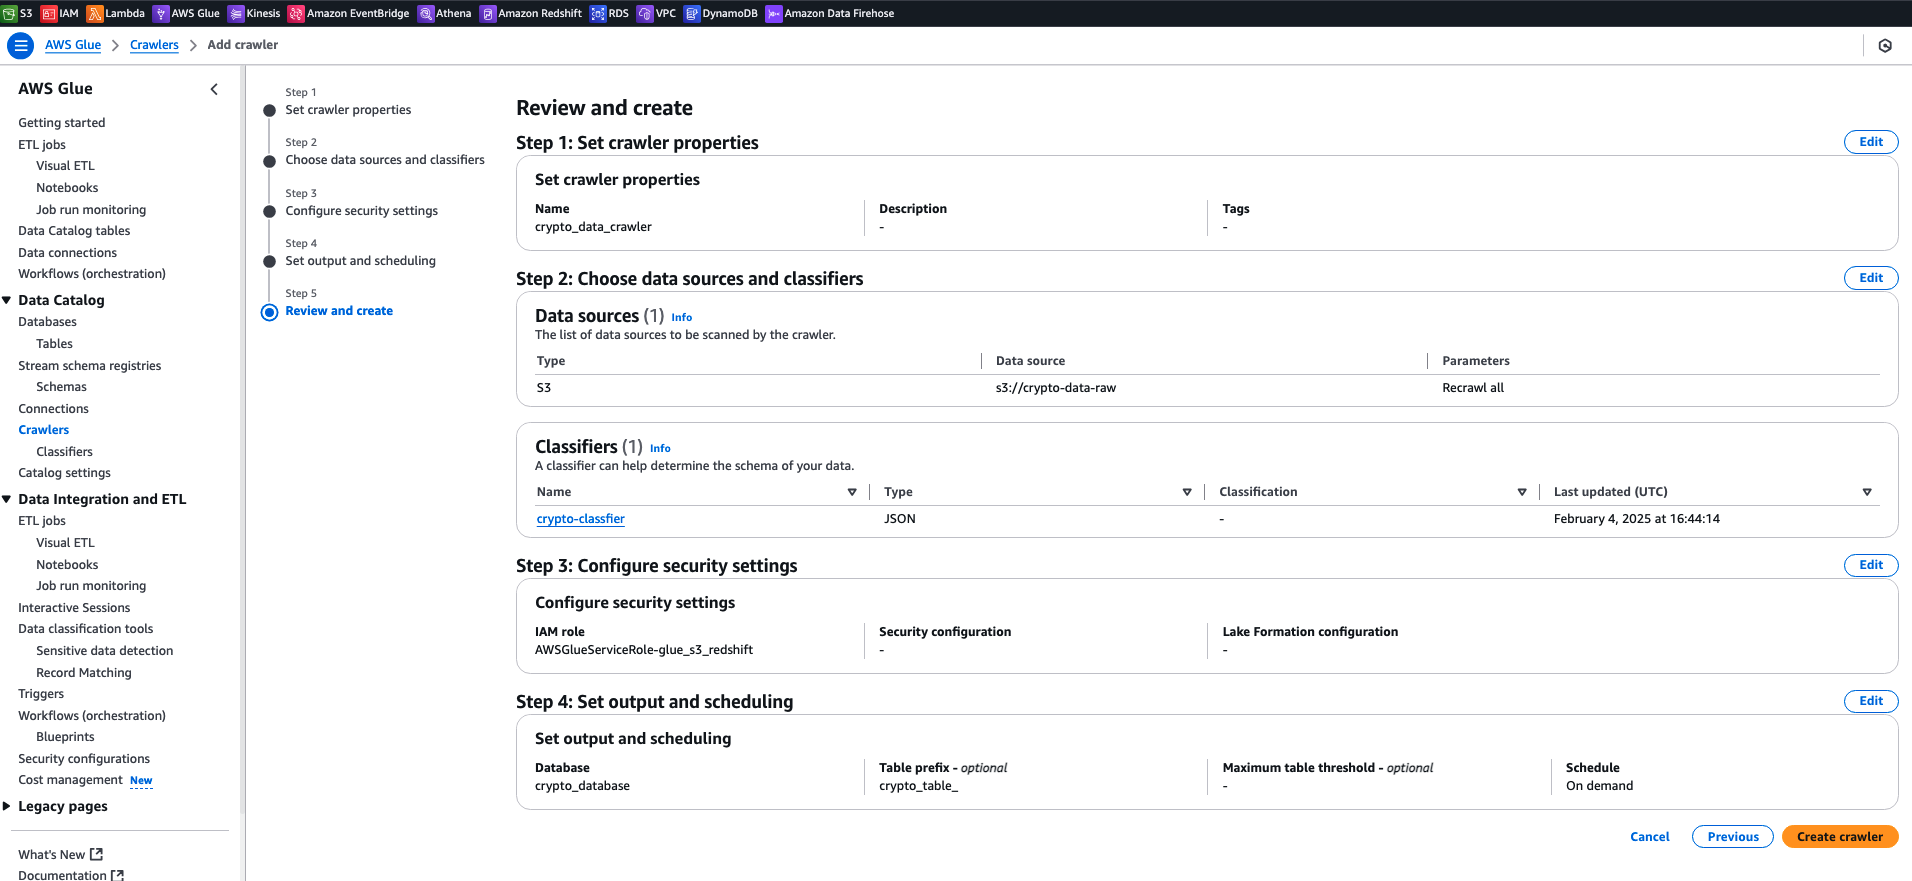 S3 IAM Lambda AWS Glue Kinesis Amazon EventBridge Athena Amazon Redshift RDS VPC DynamoDB Amazon Data Firehose
AWS Glue > Crawlers > Add crawler
AWS Glue
Getting started
ETL jobs
Visual ETL
Notebooks
Job run monitoring
Data Catalog tables
Data connections
Workflows (orchestration)
Data Catalog
Databases
Tables
Stream schema registries
Schemas
Connections
Crawlers
Classifiers
Catalog settings
Data Integration and ETL
ETL jobs
Visual ETL
Notebooks
Job run monitoring
Interactive Sessions
Data classification tools
Sensitive data detection
Record Matching
Triggers
Workflows (orchestration)
Blueprints
Security configurations
Cost management New
Legacy pages
What's New
Documentation
Step 1
Set crawler properties
Step 2
Choose data sources and classifiers
Step 3
Configure security settings
Step 4
Set output and scheduling
Step 5
Review and create
Review and create
Step 1: Set crawler properties Edit
Set crawler properties
Name Description Tags
crypto_data_crawler - -
Step 2: Choose data sources and classifiers Edit
Data sources (1) Info
The list of data sources to be scanned by the crawler.
Type Data source Parameters
S3 s3://crypto-data-raw Recrawl all
Classifiers (1) Info
A classifier can help determine the schema of your data.
Name Type Classification Last updated (UTC)
crypto-classfier JSON - February 4, 2025 at 16:44:14
Step 3: Configure security settings Edit
Configure security settings
IAM role Security configuration Lake Formation configuration
AWSGlueServiceRole-glue_s3_redshift - -
Step 4: Set output and scheduling Edit
Set output and scheduling
Database Table prefix - optional Maximum table threshold - optional Schedule
crypto_database crypto_table_ - On demand
Cancel Previous Create crawler